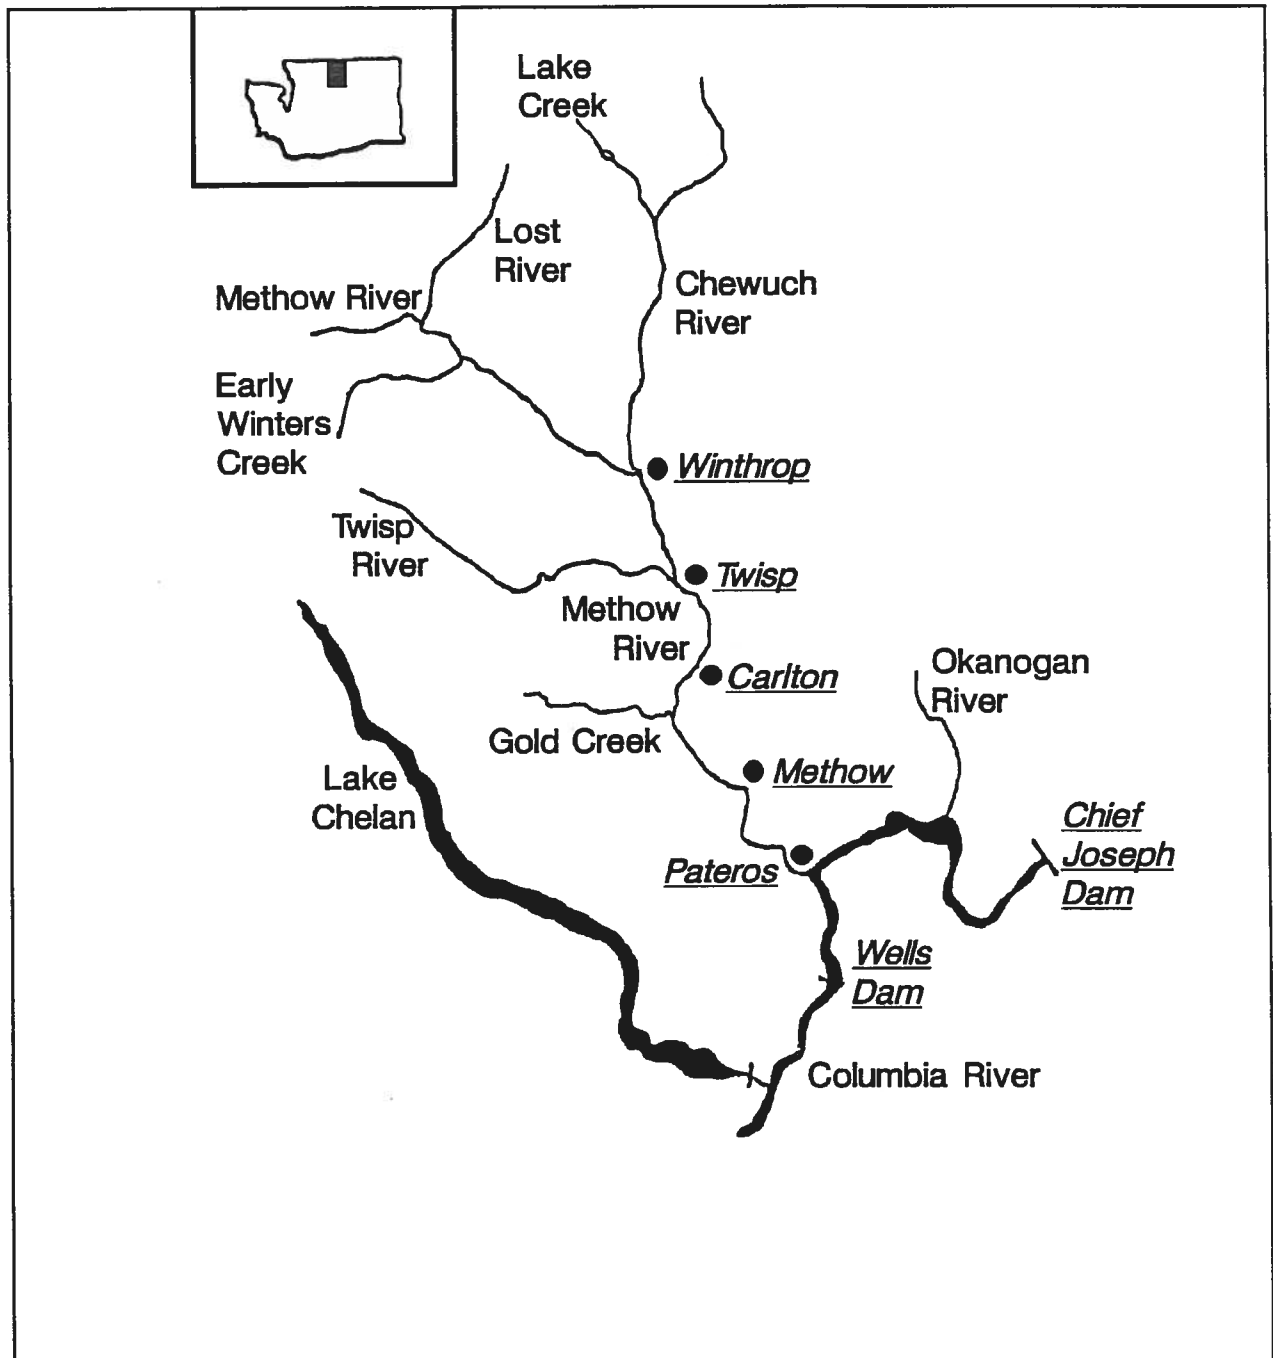 Lake
Creek
Lost
River
Methow River
Chewuch
River
Early
Winters
Creek
Winthrop
Twisp
River
Twisp
Methow
River
Carlton
Okanogan
River
Gold Creek
Lake
Chelan
Methow
Chief
Joseph
Dam
Pateros
Wells
Dam
Columbia River